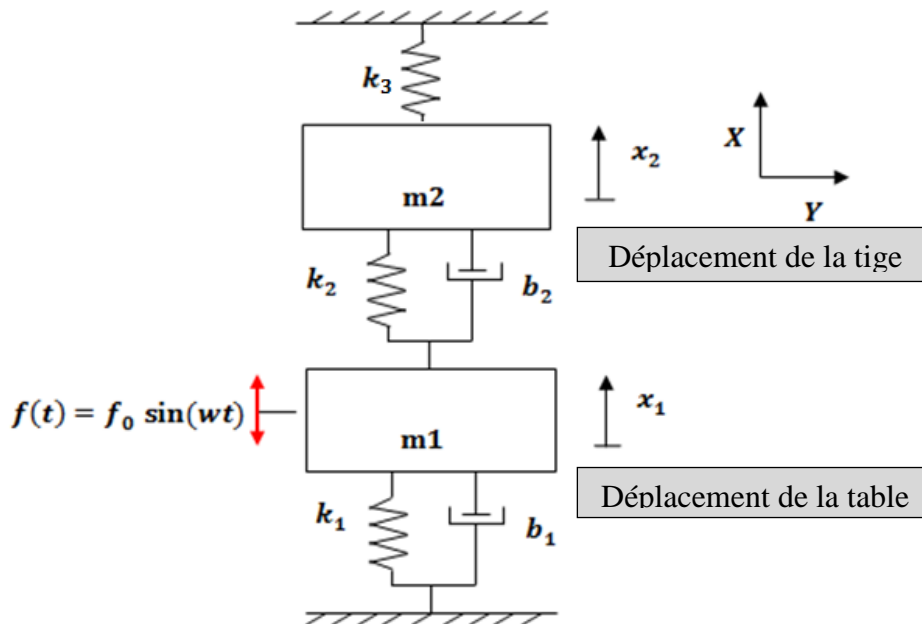 k₃
m2
x₂
X
Y
Déplacement de la tige
k₂
b₂
f(t) = f₀ sin(wt)
m1
x₁
Déplacement de la table
k₁
b₁